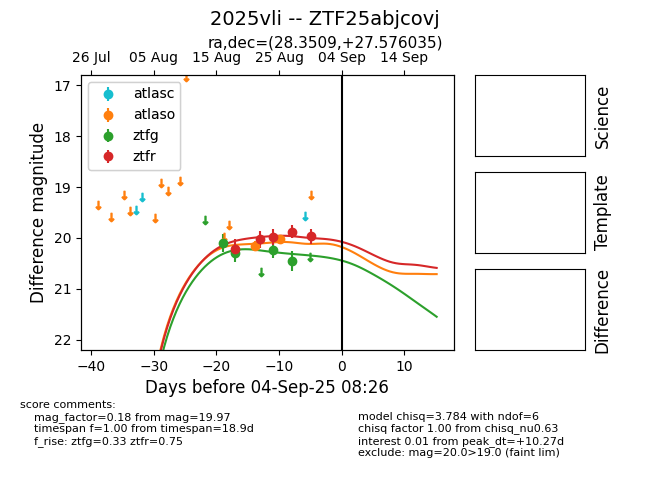 2025vli -- ZTF25abjcovj
ra,dec=(28.3509,+27.576035)
26 Jul 05 Aug 15 Aug 25 Aug 04 Sep 14 Sep
17
18
19
20
21
22
Difference magnitude
atlasc
atlaso
ztfg
ztfr
−40 −30 −20 −10 0 10
Days before 04-Sep-25 08:26
Science
Template
Difference
score comments:
mag_factor=0.18 from mag=19.97
timespan f=1.00 from timespan=18.9d
f_rise: ztfg=0.33 ztfr=0.75
model chisq=3.784 with ndof=6
chisq factor 1.00 from chisq_nu0.63
interest 0.01 from peak_dt=+10.27d
exclude: mag=20.0>19.0 (faint lim)